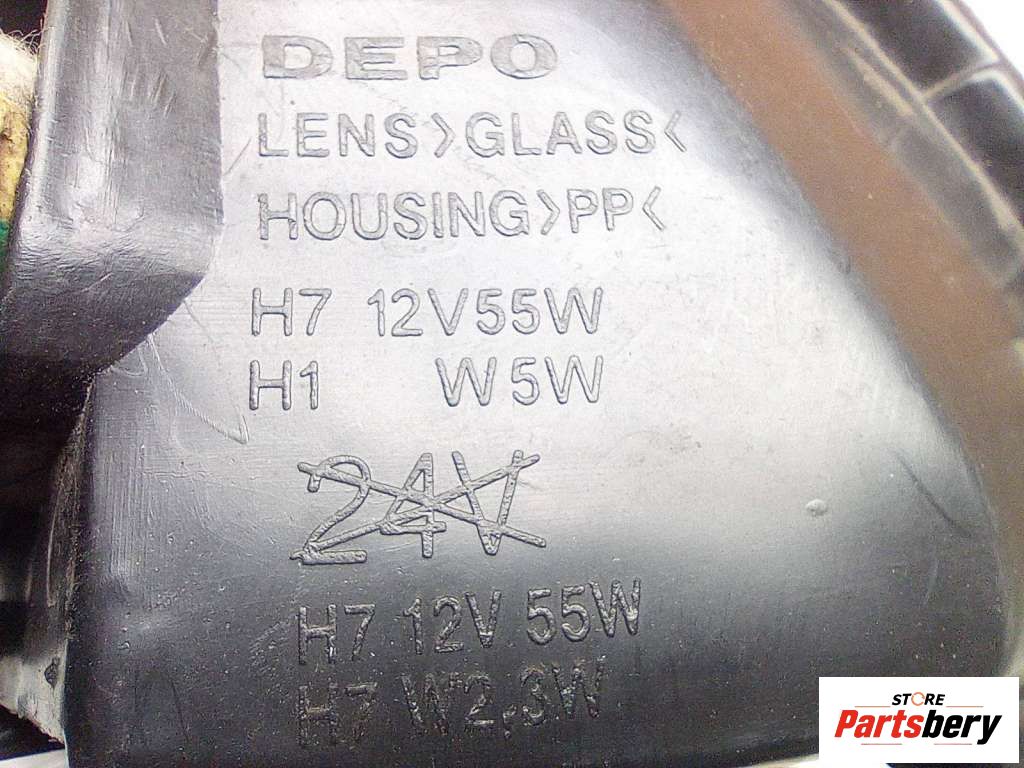 DEPO
LENS>GLASS<
HOUSING>PP<
H7 12V55W
H1 W5W
24V
H7 12V 55W
H7 W2,3W
STORE
Partsbery